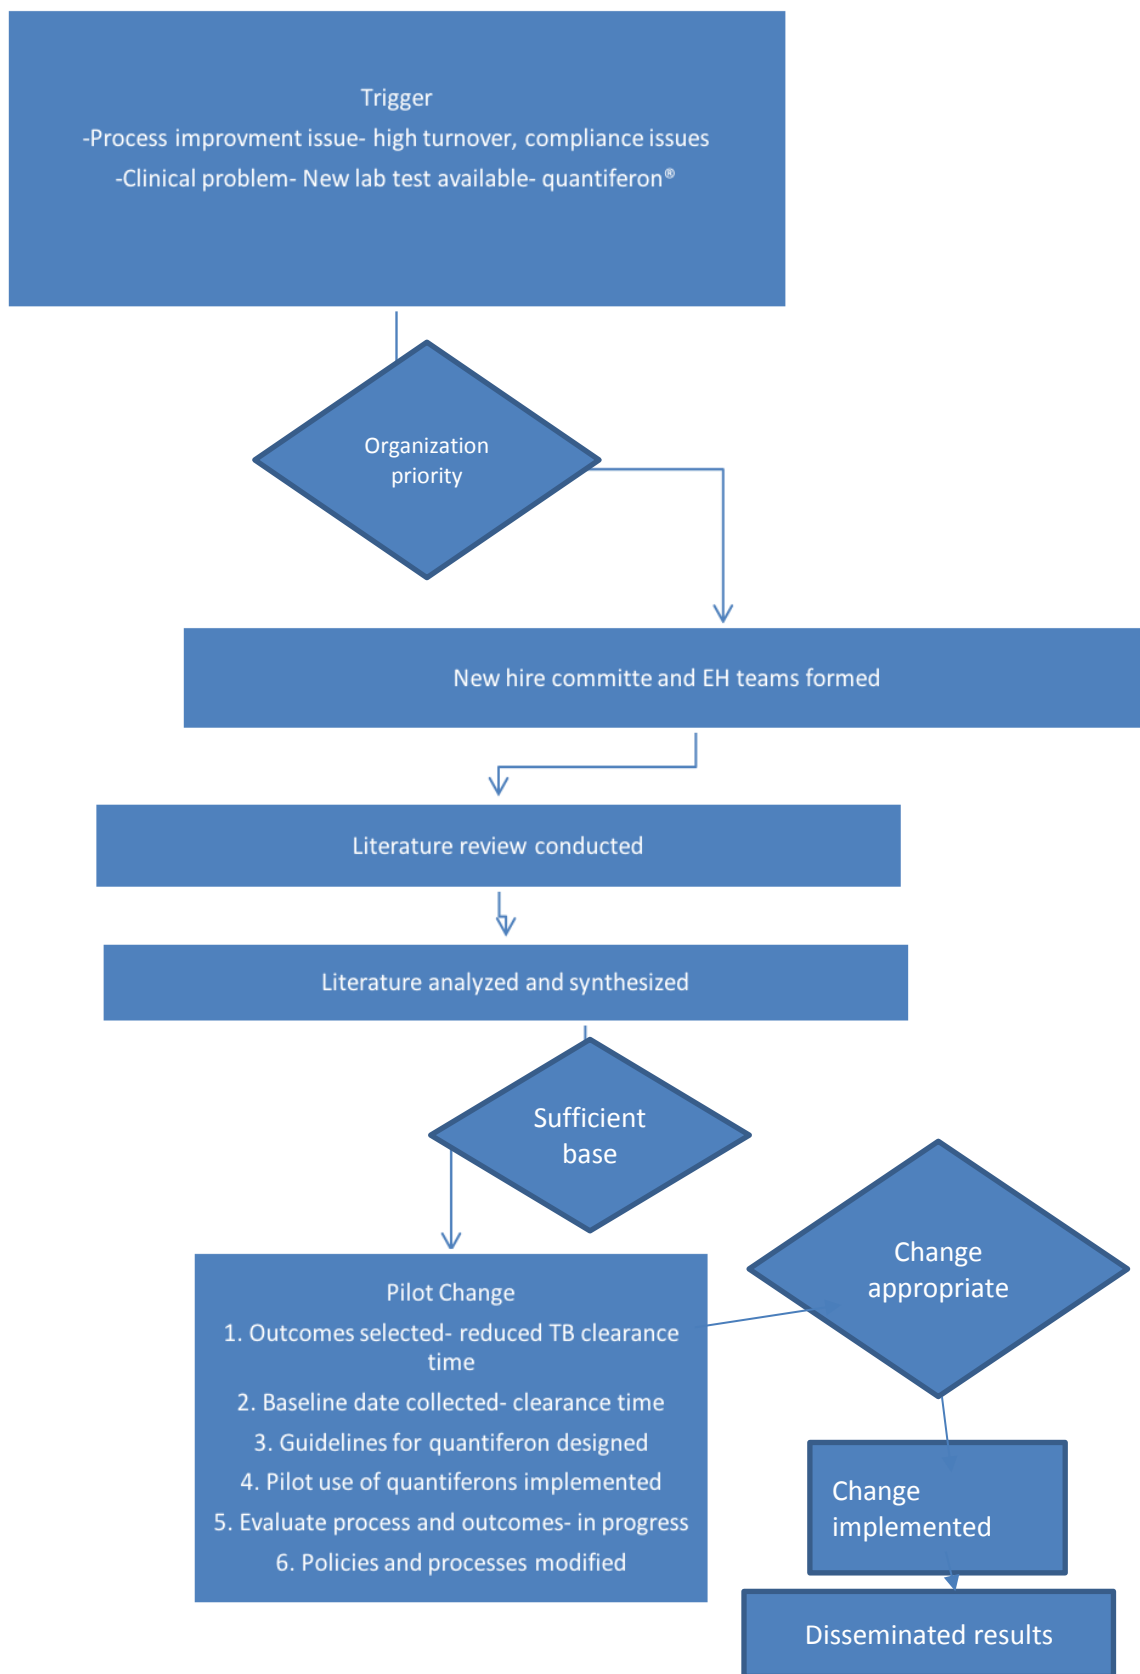 Trigger
-Process improvment issue- high turnover, compliance issues
-Clinical problem- New lab test available- quantiferon®
Organization
priority
New hire committe and EH teams formed
Literature review conducted
Literature analyzed and synthesized
Sufficient
base
Change
appropriate
Pilot Change
1. Outcomes selected- reduced TB clearance
time
2. Baseline date collected- clearance time
3. Guidelines for quantiferon designed
4. Pilot use of quantiferons implemented
5. Evaluate process and outcomes- in progress
6. Policies and processes modified
Change
implemented
Disseminated results